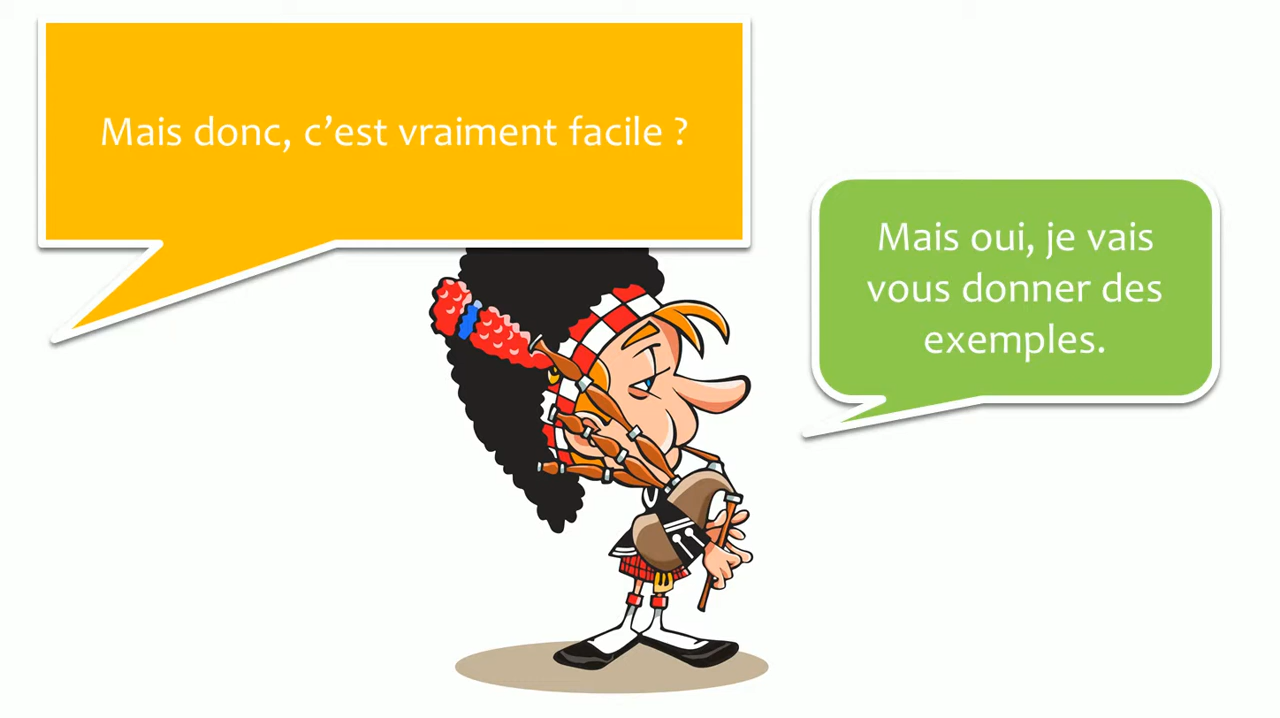 Mais donc, c’est vraiment facile ?
Mais oui, je vais
vous donner des
exemples.